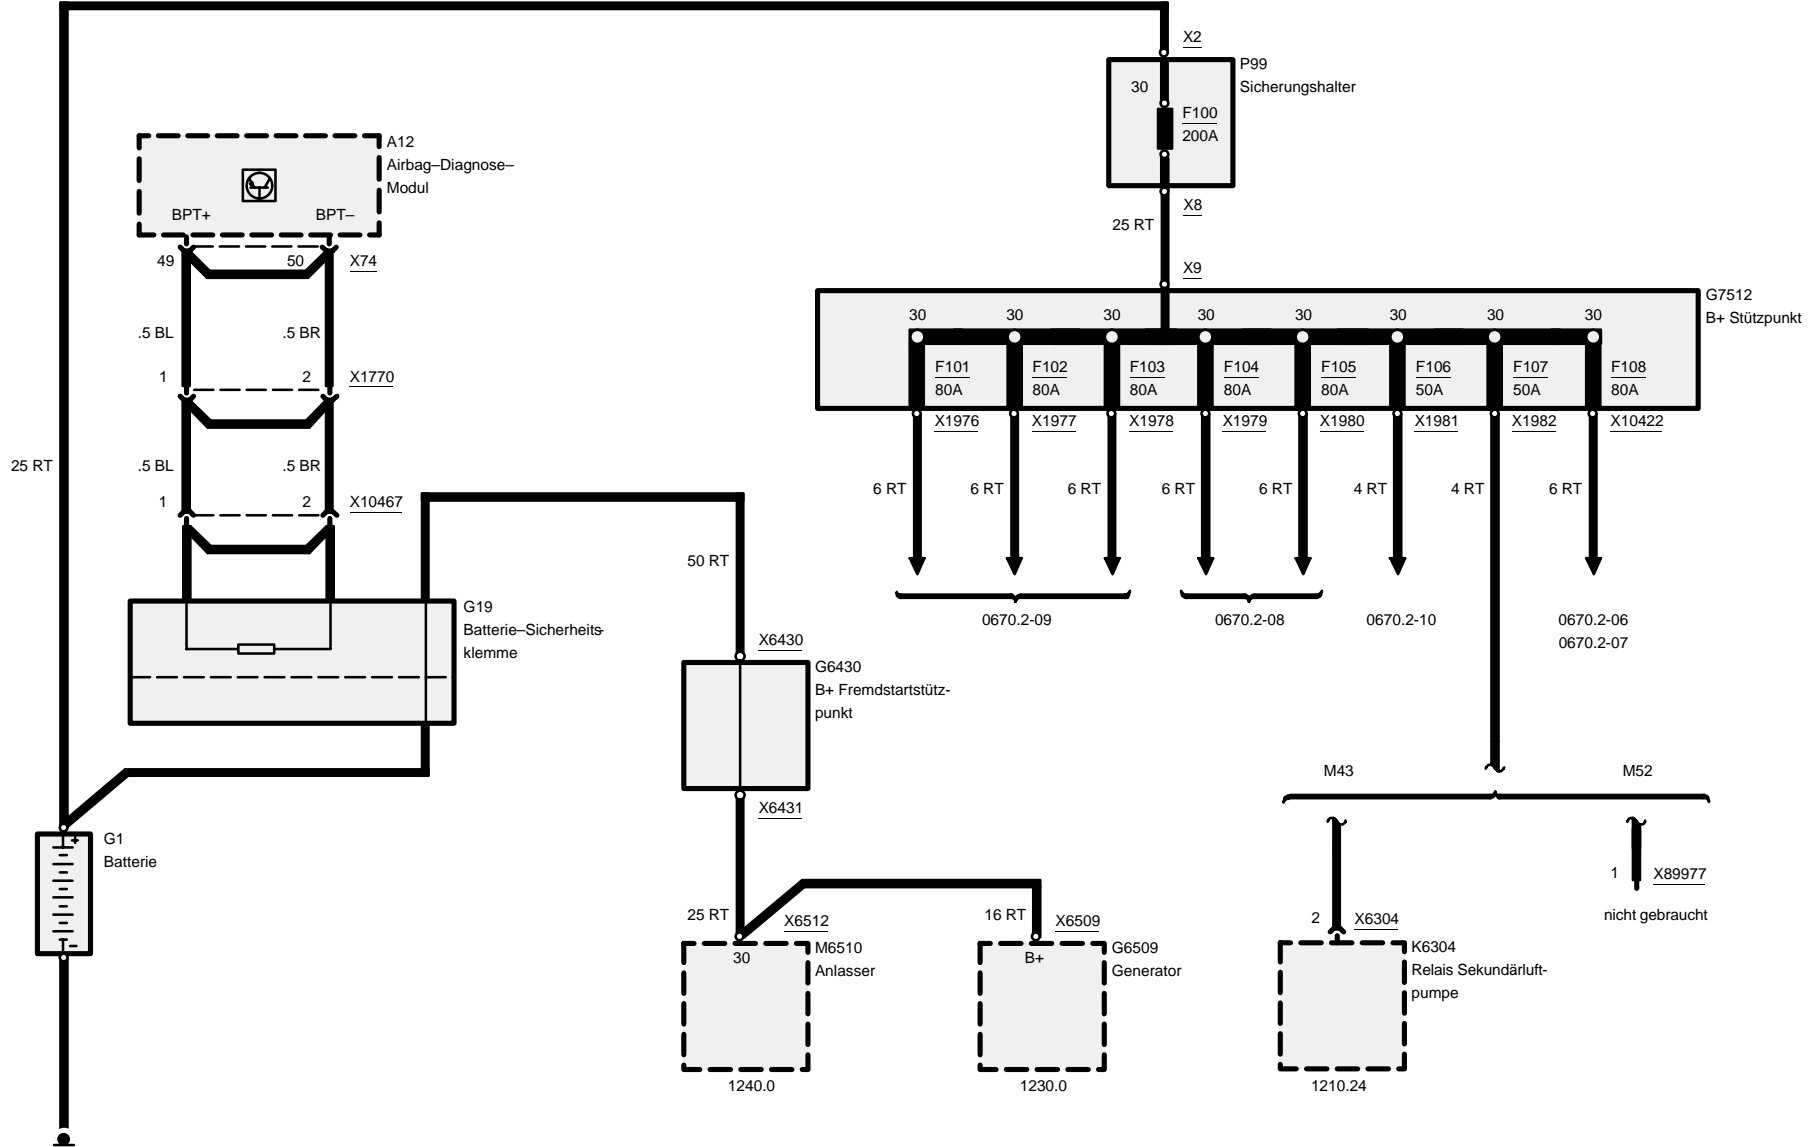 X2
P99
30
Sicherungshalter
F100
200A
A12
Airbag–Diagnose–
Modul
BPT+ BPT–
X8
25 RT
49 50 X74
X9
G7512
B+ Stützpunkt
30 30 30 30 30 30 30 30
.5 BL .5 BR
F101 F102 F103 F104 F105 F106 F107 F108
80A 80A 80A 80A 80A 50A 50A 80A
1 2 X1770
X1976 X1977 X1978 X1979 X1980 X1981 X1982 X10422
25 RT .5 BL .5 BR
6 RT 6 RT 6 RT 6 RT 6 RT 4 RT 4 RT 6 RT
1 2 X10467
50 RT
G19
Batterie–Sicherheits-
klemme
0670.2-09 0670.2-08 0670.2-10 0670.2-06
0670.2-07
X6430
G6430
B+ Fremdstartstütz-
punkt
M43 M52
X6431
G1
Batterie
1 X89977
nicht gebraucht
25 RT X6512 16 RT X6509 2 X6304
M6510
Anlasser
30
G6509
Generator
B+
K6304
Relais Sekundärluft-
pumpe
1240.0 1230.0 1210.24